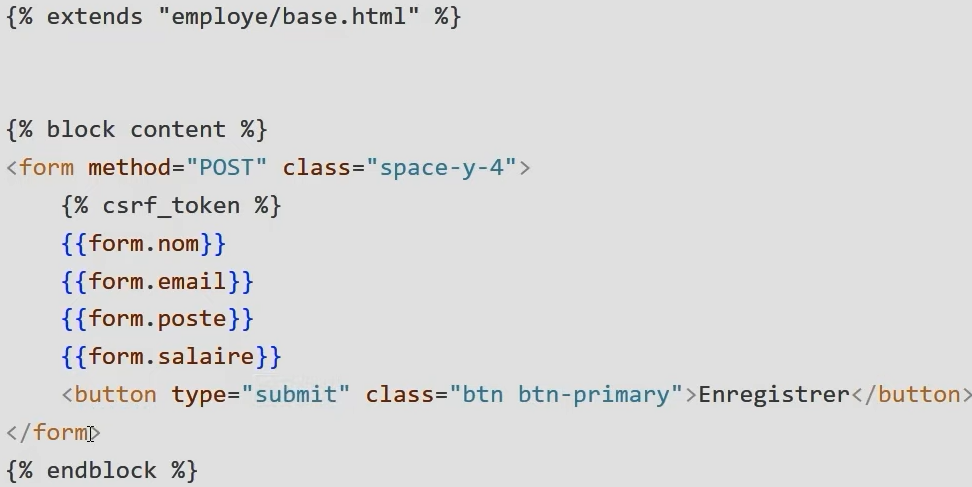 {% extends "employe/base.html" %}
{% block content %}
<form method="POST" class="space-y-4">
{% csrf_token %}
{{form.nom}}
{{form.email}}
{{form.poste}}
{{form.salaire}}
<button type="submit" class="btn btn-primary">Enregistrer</button>
</form>
{% endblock %}